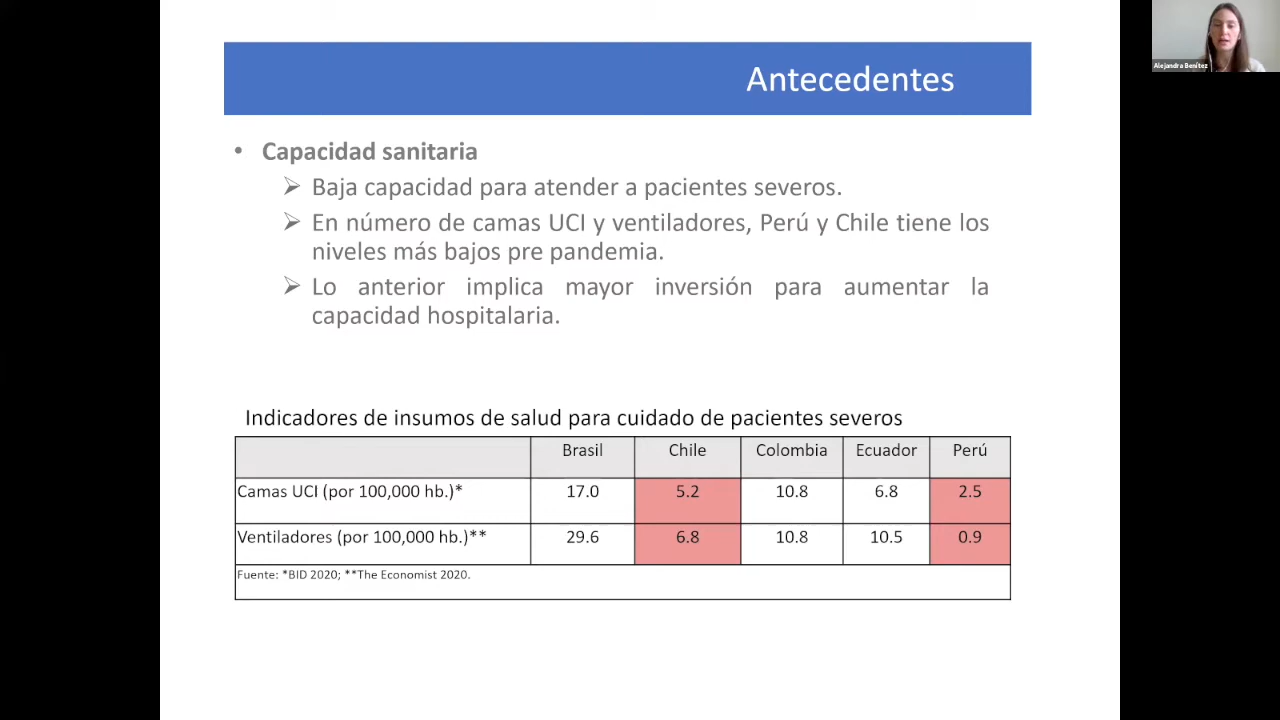 Antecedentes
• Capacidad sanitaria
➢ Baja capacidad para atender a pacientes severos.
➢ En número de camas UCI y ventiladores, Perú y Chile tiene los
niveles más bajos pre pandemia.
➢ Lo anterior implica mayor inversión para aumentar la
capacidad hospitalaria.
Indicadores de insumos de salud para cuidado de pacientes severos
Brasil Chile Colombia Ecuador Perú
Camas UCI (por 100,000 hb.)* 17.0 5.2 10.8 6.8 2.5
Ventiladores (por 100,000 hb.)** 29.6 6.8 10.8 10.5 0.9
Fuente: *BID 2020; **The Economist 2020.
Alejandra Benítez